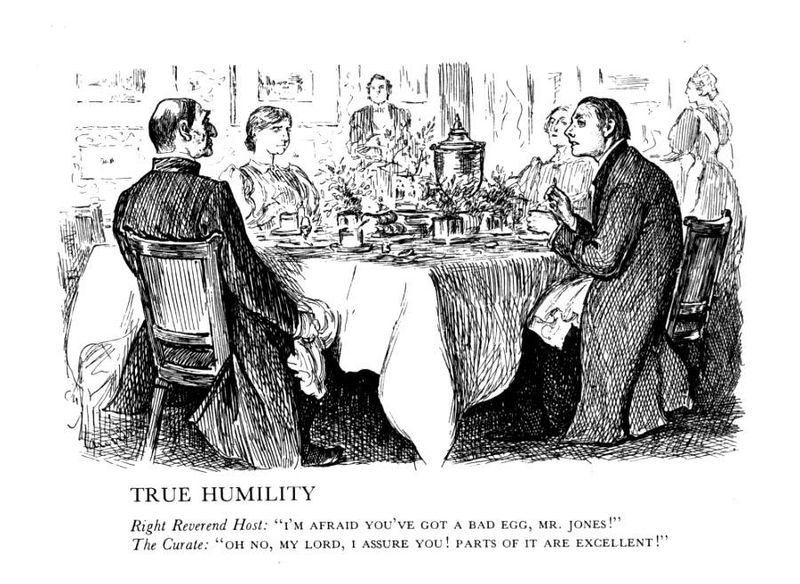 TRUE HUMILITY
Right Reverend Host: "I'M AFRAID YOU'VE GOT A BAD EGG, MR. JONES!"
The Curate: "OH NO, MY LORD, I ASSURE YOU! PARTS OF IT ARE EXCELLENT!"